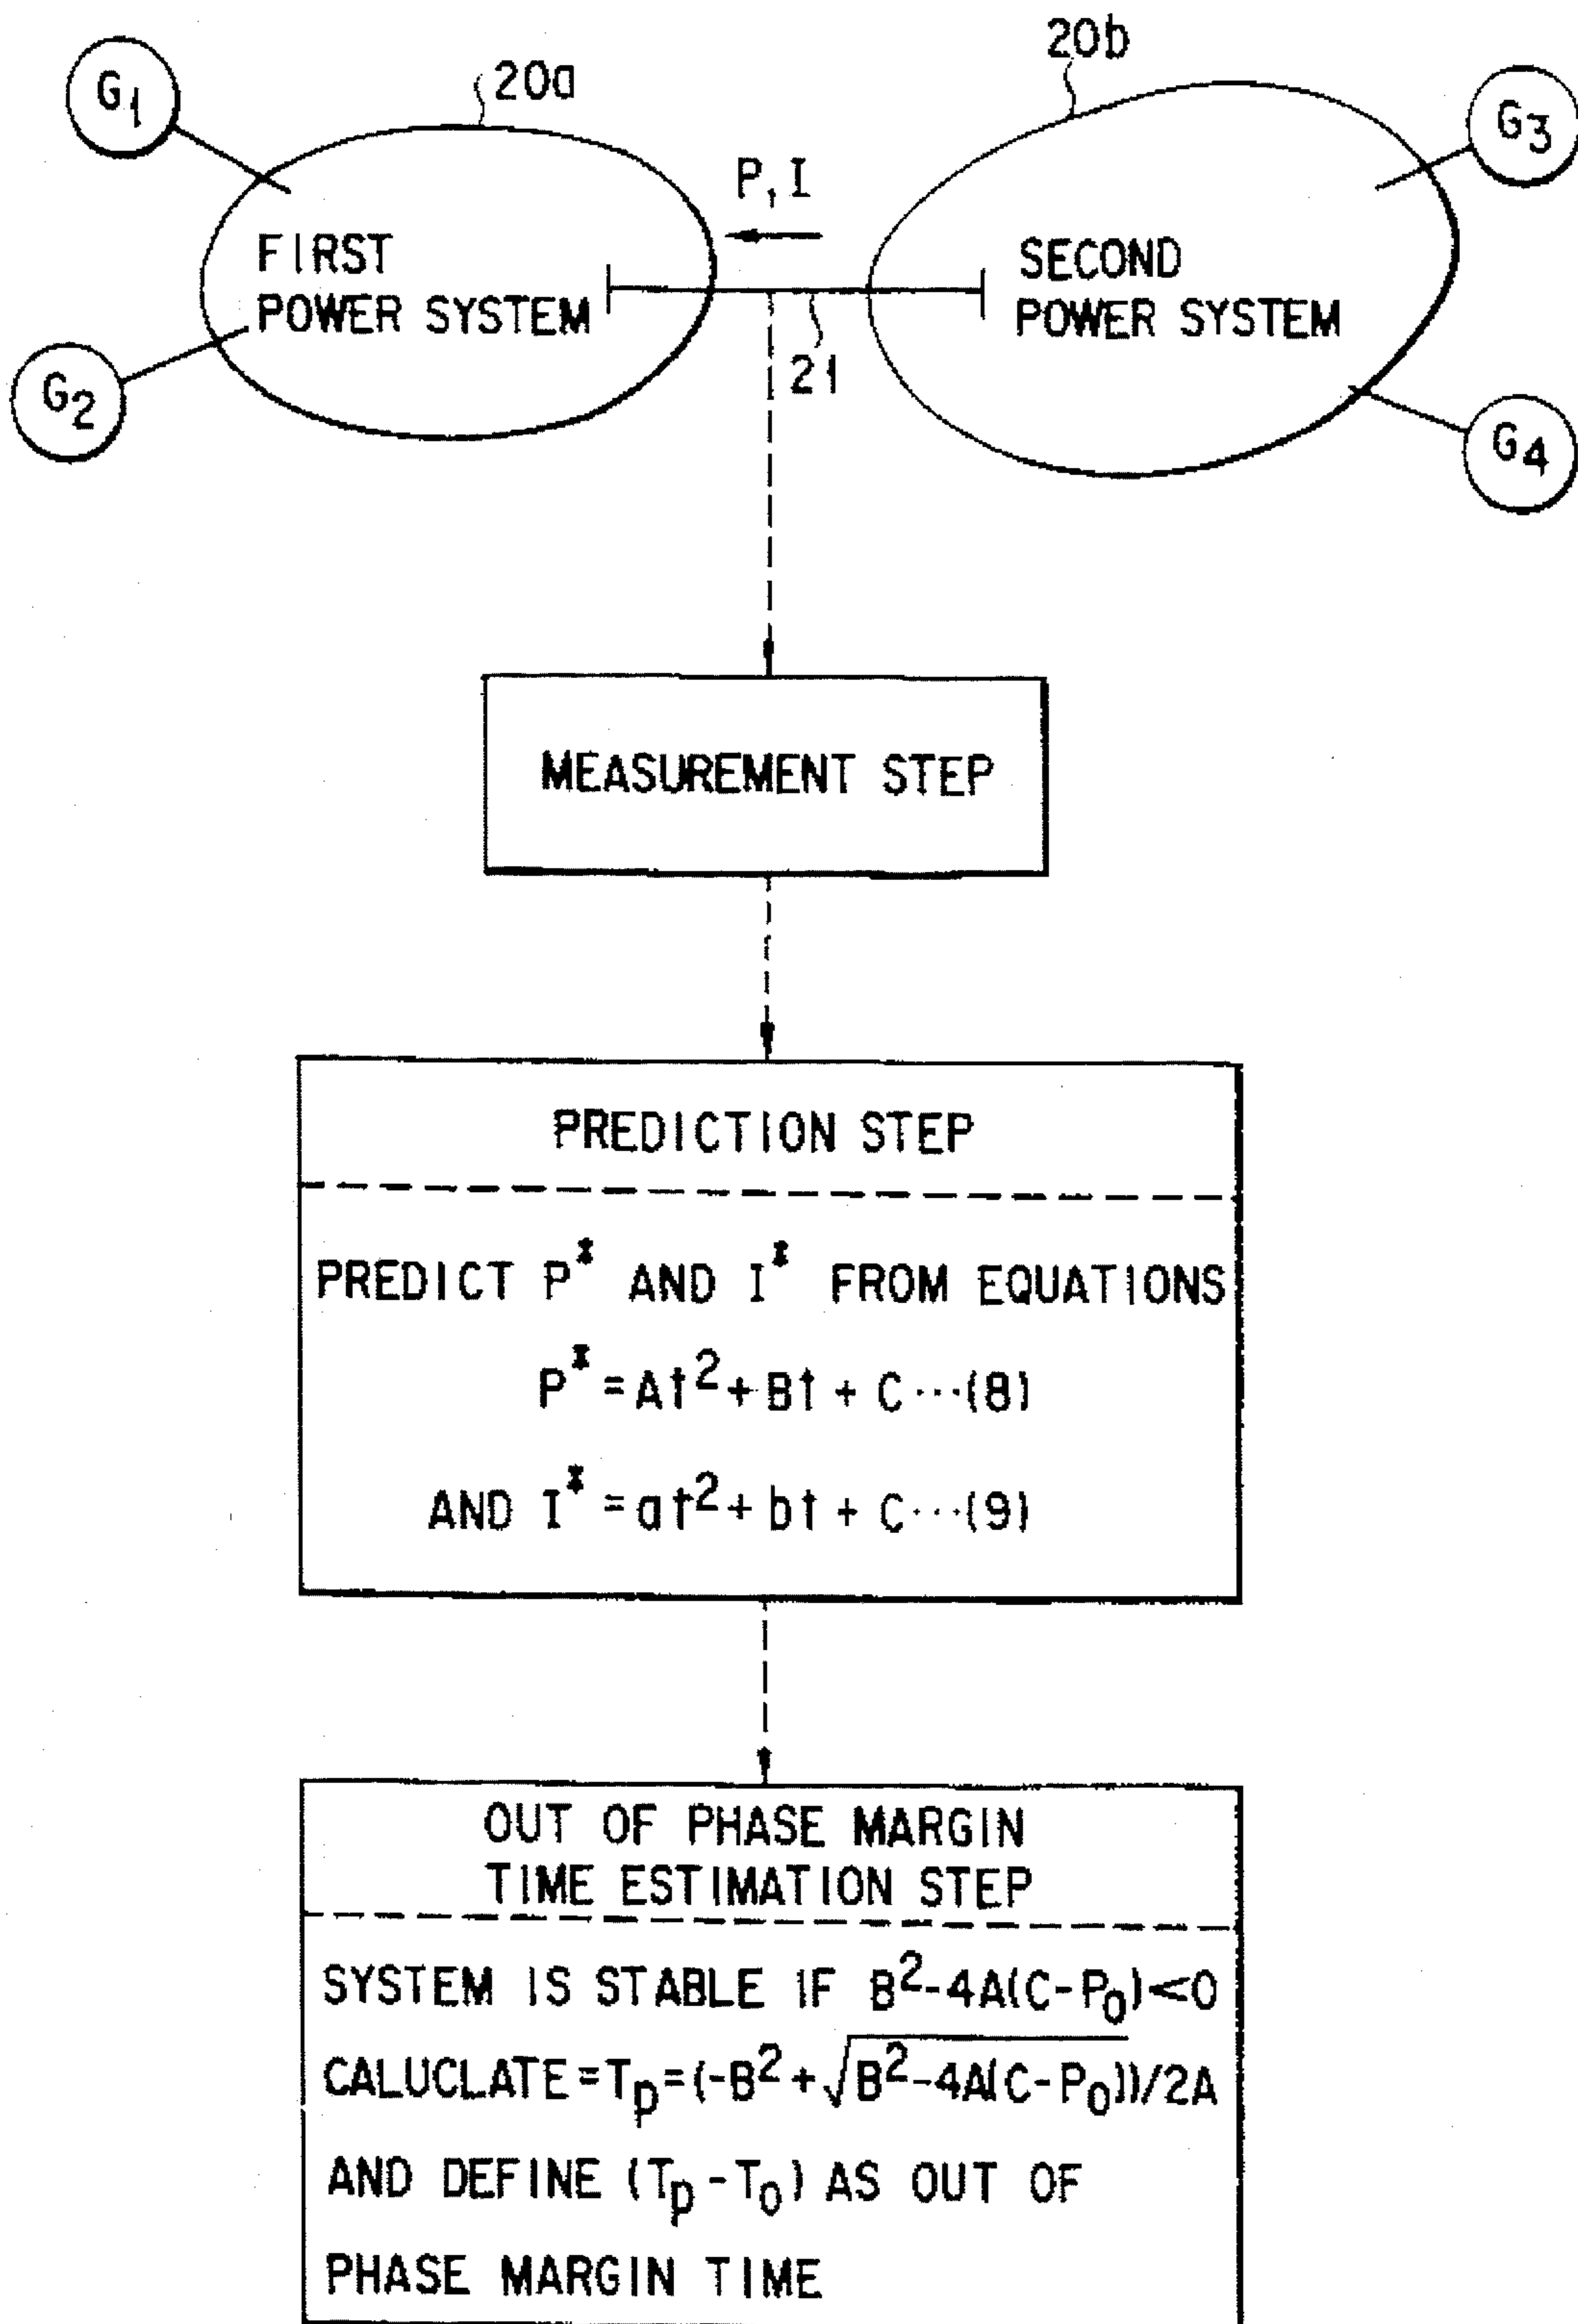 G1
20a
20b
G3
P, I
FIRST
POWER SYSTEM
SECOND
POWER SYSTEM
21
G2
G4
MEASUREMENT STEP
PREDICTION STEP
PREDICT P* AND I* FROM EQUATIONS
P* = At² + Bt + C ···(8)
AND I* = at² + bt + C ···(9)
OUT OF PHASE MARGIN
TIME ESTIMATION STEP
SYSTEM IS STABLE IF B²-4A(C-P₀)<0
CALUCLATE=Tp=(-B²+√B²-4A(C-P₀))/2A
AND DEFINE (Tp-T₀) AS OUT OF
PHASE MARGIN TIME